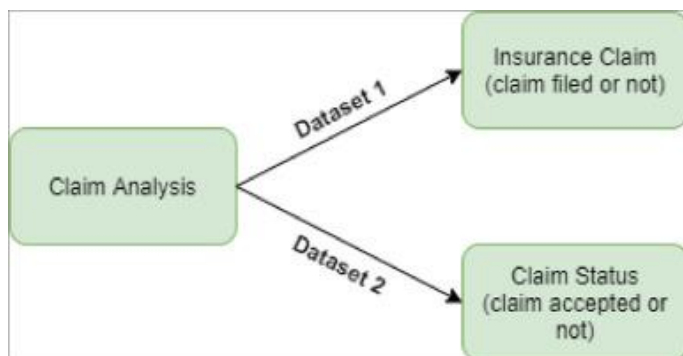 Insurance Claim
(claim filed or not)
Dataset 1
Claim Analysis
Dataset 2
Claim Status
(claim accepted or
not)